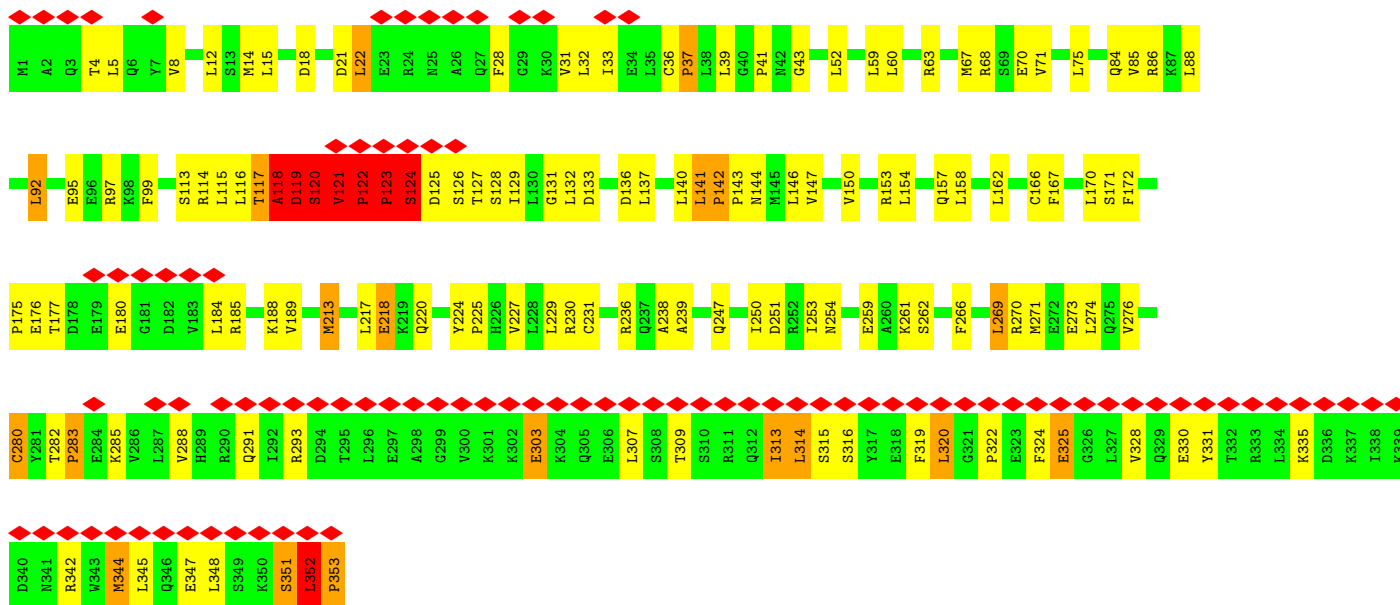 M1 A2 Q3 T4 L5 Q6 Y7 V8 L12 S13 M14 L15 D18 D21 L22 E23 R24 N25 A26 Q27 F28 G29 K30 V31 L32 I33 E34 L35 C36 P37 L38 L39 G40 P41 N42 G43 L52 L59 L60 R63 M67 R68 S69 E70 V71 L75 Q84 V85 R86 K87 L88
L92 E95 E96 R97 K98 F99 S113 R114 L115 L116 T117 A118 D119 S120 V121 P122 P123 S124 D125 S126 T127 S128 I129 L130 G131 L132 D133 D136 L137 L140 L141 P142 P143 N144 M145 L146 V147 V150 R153 L154 Q157 L158 L162 C166 F167 L170 S171 F172
P175 E176 T177 D178 E179 E180 G181 D182 V183 L184 R185 K188 V189 M213 L217 E218 K219 Q220 Y224 P225 H226 V227 L228 L229 R230 C231 R236 Q237 A238 A239 Q247 I250 D251 R252 I253 N254 E259 A260 K261 S262 F266 L269 R270 M271 E272 E273 L274 Q275 V276
C280 Y281 T282 P283 E284 K285 V286 L287 V288 H289 R290 Q291 I292 R293 D294 T295 L296 E297 A298 G299 V300 K301 K302 E303 K304 Q305 E306 L307 S308 T309 S310 R311 Q312 I313 L314 S315 S316 Y317 E318 F319 L320 G321 P322 E323 F324 E325 G326 L327 V328 Q329 E330 Y331 T332 R333 L334 K335 D336 K337 I338 K339
D340 N341 R342 W343 M344 L345 Q346 E347 L348 S349 K350 S351 L352 P353